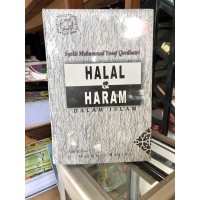 Syekh Muhammad Yusuf Qardhawi
HALAL
&
HARAM
DALAM ISLAM